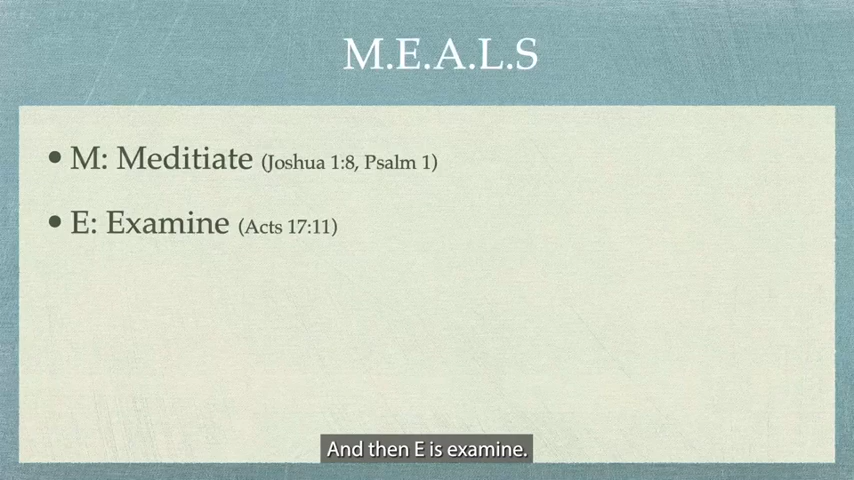 M.E.A.L.S
• M: Meditiate (Joshua 1:8, Psalm 1)
• E: Examine (Acts 17:11)
And then E is examine.